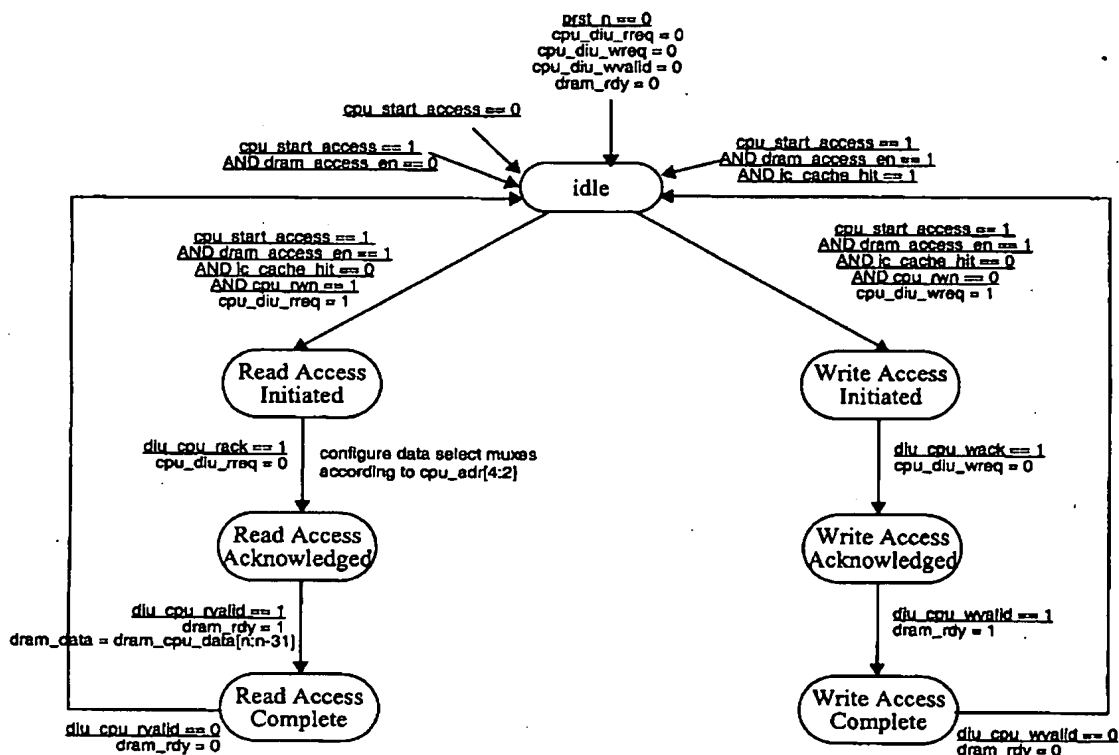 prst_n == 0
cpu_diu_rreq = 0
cpu_diu_wreq = 0
cpu_diu_wvalid = 0
dram_rdy = 0
cpu_start_access == 0
cpu_start_access == 1
AND dram_access_en == 0
cpu_start_access == 1
AND dram_access_en == 1
AND ic_cache_hit == 1
idle
cpu_start_access == 1
AND dram_access_en == 1
AND ic_cache_hit == 0
AND cpu_rwn == 1
cpu_diu_rreq = 1
cpu_start_access == 1
AND dram_access_en == 1
AND ic_cache_hit == 0
AND cpu_rwn == 0
cpu_diu_wreq = 1
Read Access
Initiated
Write Access
Initiated
diu_cpu_rack == 1
cpu_diu_rreq = 0
configure data select muxes
according to cpu_adr[4:2]
diu_cpu_wack == 1
cpu_diu_wreq = 0
Read Access
Acknowledged
Write Access
Acknowledged
diu_cpu_rvalid == 1
dram_rdy = 1
dram_data = dram_cpu_data[n:n-31]
diu_cpu_wvalid == 1
dram_rdy = 1
Read Access
Complete
Write Access
Complete
diu_cpu_rvalid == 0
dram_rdy = 0
diu_cpu_wvalid == 0
dram_rdy = 0